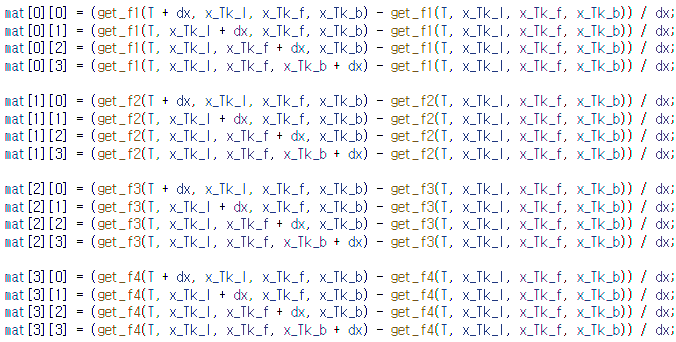 mat[0][0] = (get_f1(T + dx, x_Tk_l, x_Tk_f, x_Tk_b) - get_f1(T, x_Tk_l, x_Tk_f, x_Tk_b)) / dx;
mat[0][1] = (get_f1(T, x_Tk_l + dx, x_Tk_f, x_Tk_b) - get_f1(T, x_Tk_l, x_Tk_f, x_Tk_b)) / dx;
mat[0][2] = (get_f1(T, x_Tk_l, x_Tk_f + dx, x_Tk_b) - get_f1(T, x_Tk_l, x_Tk_f, x_Tk_b)) / dx;
mat[0][3] = (get_f1(T, x_Tk_l, x_Tk_f, x_Tk_b + dx) - get_f1(T, x_Tk_l, x_Tk_f, x_Tk_b)) / dx;
mat[1][0] = (get_f2(T + dx, x_Tk_l, x_Tk_f, x_Tk_b) - get_f2(T, x_Tk_l, x_Tk_f, x_Tk_b)) / dx;
mat[1][1] = (get_f2(T, x_Tk_l + dx, x_Tk_f, x_Tk_b) - get_f2(T, x_Tk_l, x_Tk_f, x_Tk_b)) / dx;
mat[1][2] = (get_f2(T, x_Tk_l, x_Tk_f + dx, x_Tk_b) - get_f2(T, x_Tk_l, x_Tk_f, x_Tk_b)) / dx;
mat[1][3] = (get_f2(T, x_Tk_l, x_Tk_f, x_Tk_b + dx) - get_f2(T, x_Tk_l, x_Tk_f, x_Tk_b)) / dx;
mat[2][0] = (get_f3(T + dx, x_Tk_l, x_Tk_f, x_Tk_b) - get_f3(T, x_Tk_l, x_Tk_f, x_Tk_b)) / dx;
mat[2][1] = (get_f3(T, x_Tk_l + dx, x_Tk_f, x_Tk_b) - get_f3(T, x_Tk_l, x_Tk_f, x_Tk_b)) / dx;
mat[2][2] = (get_f3(T, x_Tk_l, x_Tk_f + dx, x_Tk_b) - get_f3(T, x_Tk_l, x_Tk_f, x_Tk_b)) / dx;
mat[2][3] = (get_f3(T, x_Tk_l, x_Tk_f, x_Tk_b + dx) - get_f3(T, x_Tk_l, x_Tk_f, x_Tk_b)) / dx;
mat[3][0] = (get_f4(T + dx, x_Tk_l, x_Tk_f, x_Tk_b) - get_f4(T, x_Tk_l, x_Tk_f, x_Tk_b)) / dx;
mat[3][1] = (get_f4(T, x_Tk_l + dx, x_Tk_f, x_Tk_b) - get_f4(T, x_Tk_l, x_Tk_f, x_Tk_b)) / dx;
mat[3][2] = (get_f4(T, x_Tk_l, x_Tk_f + dx, x_Tk_b) - get_f4(T, x_Tk_l, x_Tk_f, x_Tk_b)) / dx;
mat[3][3] = (get_f4(T, x_Tk_l, x_Tk_f, x_Tk_b + dx) - get_f4(T, x_Tk_l, x_Tk_f, x_Tk_b)) / dx;